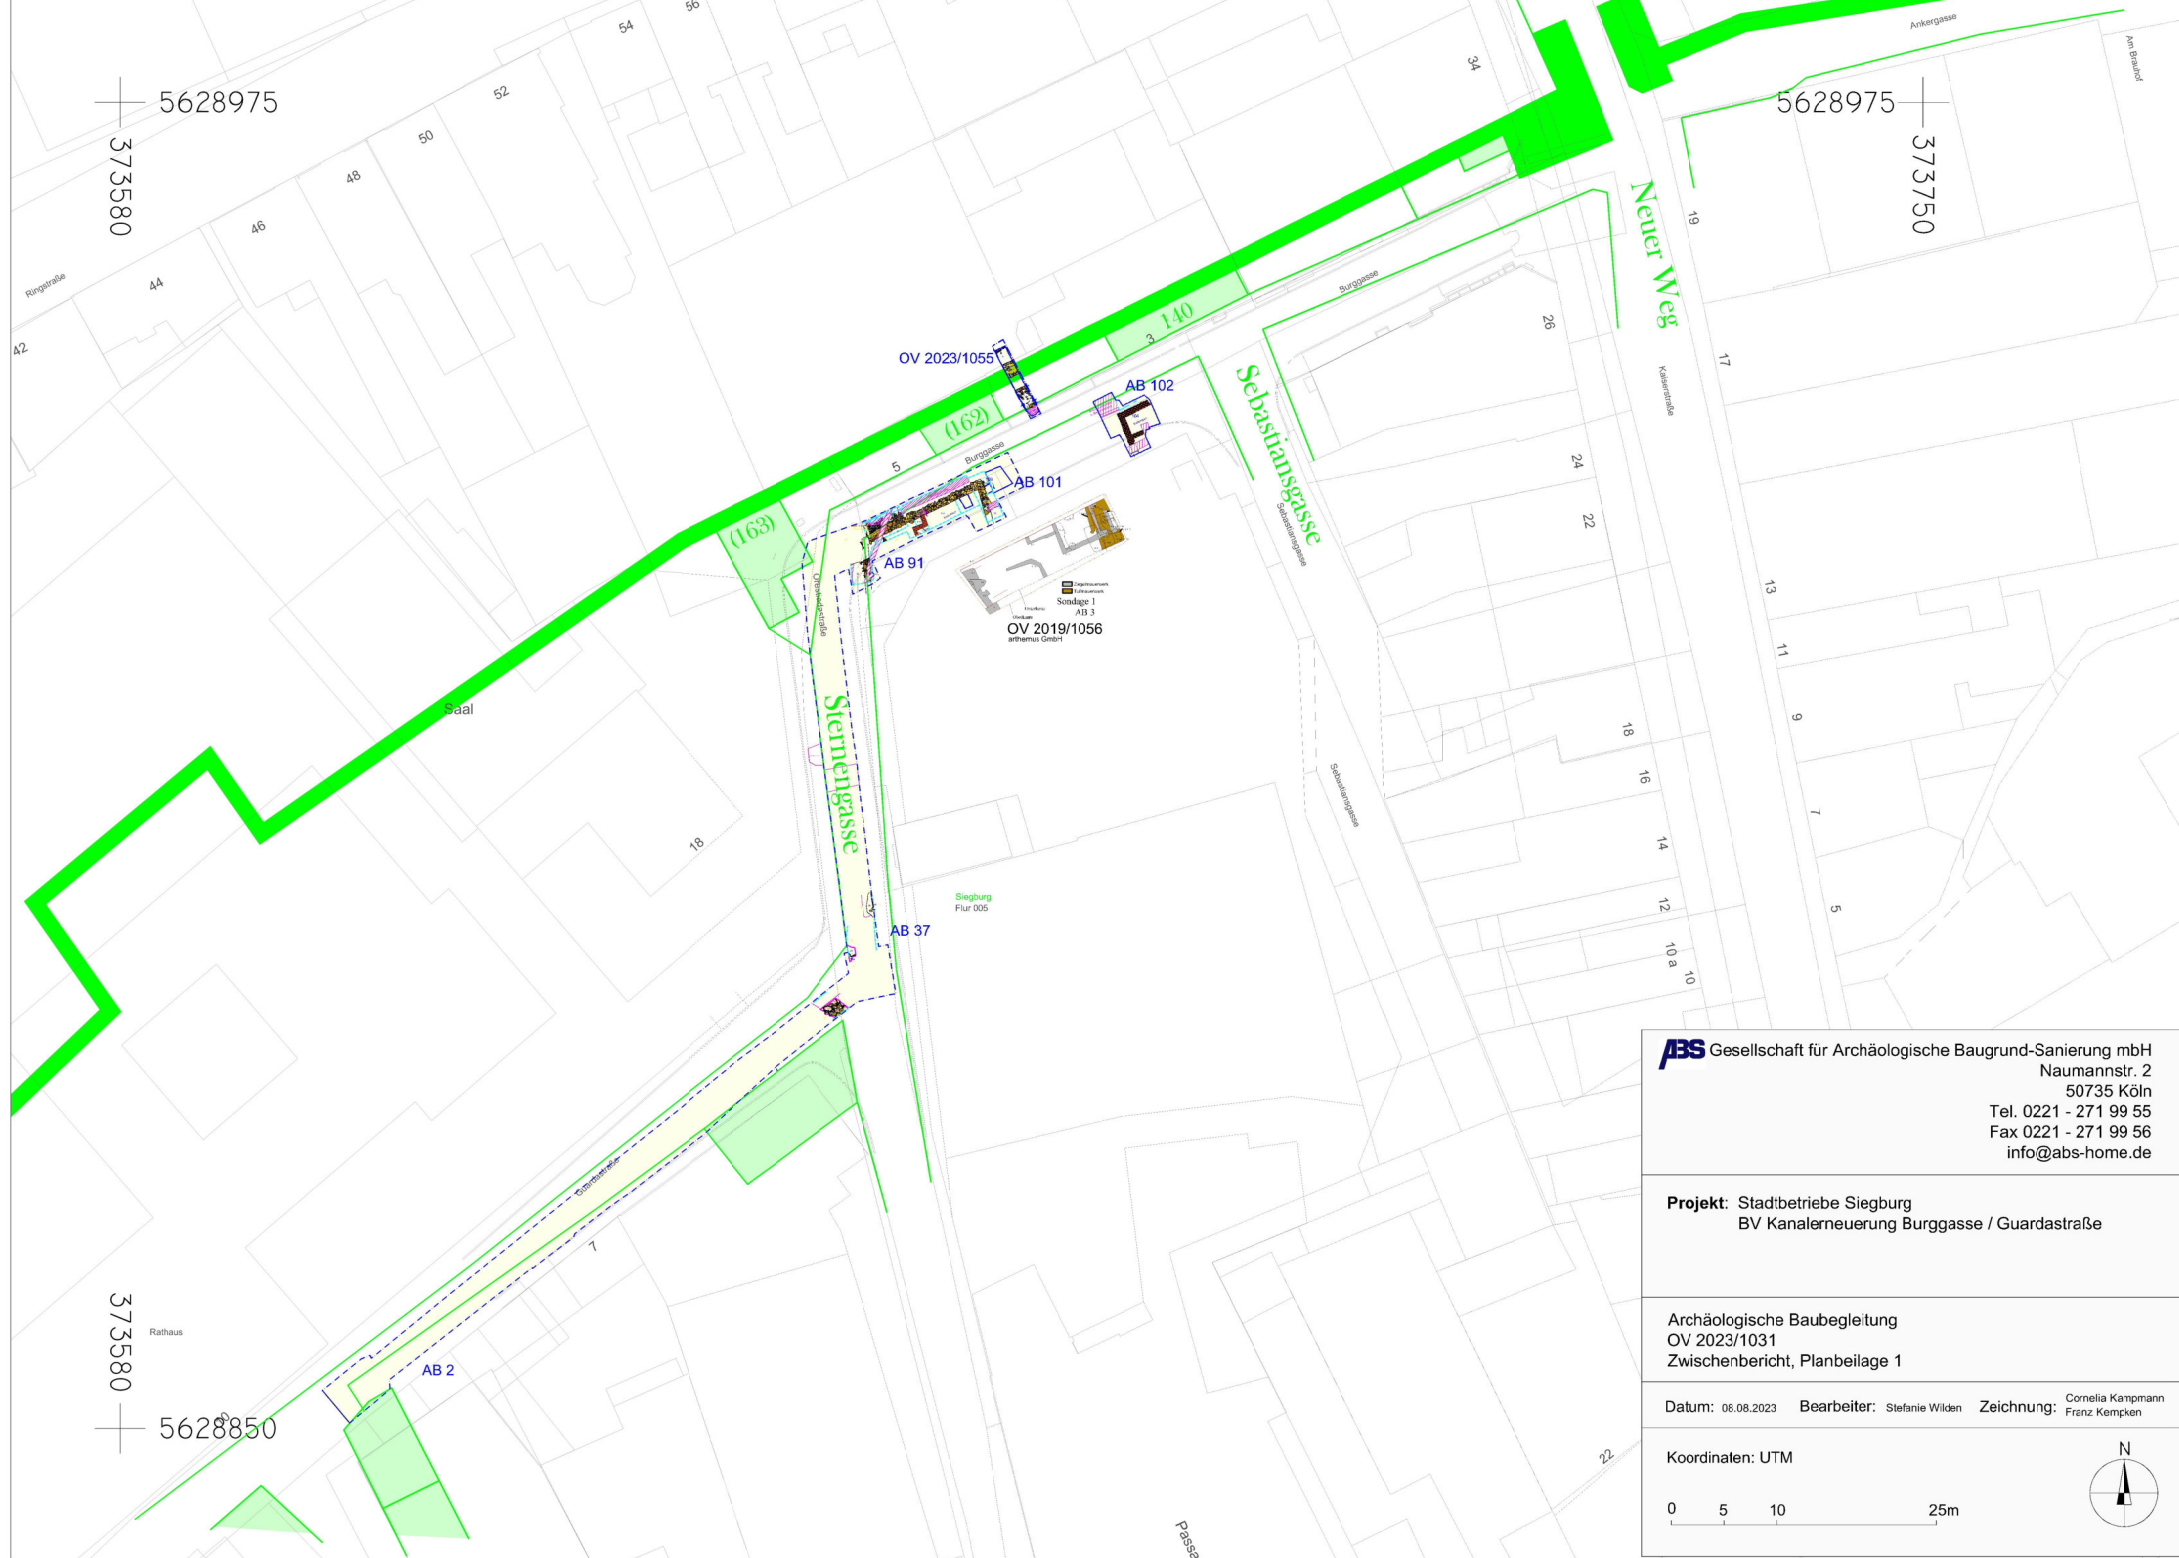 56
54
52
50
48
46
44
42
34
Ankergasse
Am Brauhof
5628975
373580
5628975
373750
Ringstraße
Neuer Weg
19
17
Burggasse
140
3
OV 2023/1055
AB 102
(162)
Burggasse
5
AB 101
(163)
AB 91
Sebastiansgasse
Sebastiansgasse
Kaiserstraße
26
24
22
Ziegelmauerwerk
Tuffmauerwerk
Sondage 1
AB 3
OV 2019/1056
arthemus GmbH
Saal
Sternengasse
18
Siegburg
Flur 005
AB 37
Sebastiansgasse
13
11
9
7
5
18
16
14
12
10 a
10
Guardastraße
7
Rathaus
AB 2
373580
5628850
22
ABS Gesellschaft für Archäologische Baugrund-Sanierung mbH
Naumannstr. 2
50735 Köln
Tel. 0221 - 271 99 55
Fax 0221 - 271 99 56
info@abs-home.de
Projekt: Stadtbetriebe Siegburg
BV Kanalerneuerung Burggasse / Guardastraße
Archäologische Baubegleitung
OV 2023/1031
Zwischenbericht, Planbeilage 1
Datum: 08.08.2023 Bearbeiter: Stefanie Wilden Zeichnung: Cornelia Kampmann
Franz Kempken
Koordinaten: UTM
N
0 5 10 25m